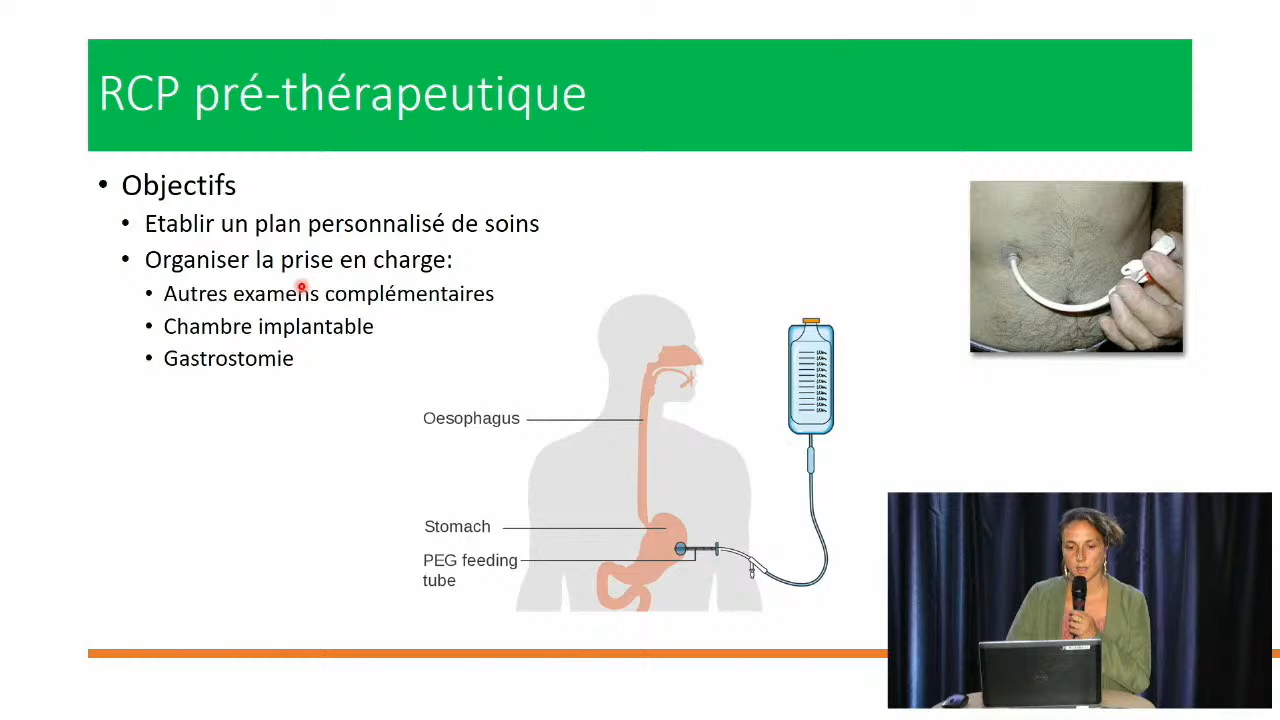 RCP pré-thérapeutique
• Objectifs
• Etablir un plan personnalisé de soins
• Organiser la prise en charge:
• Autres examens complémentaires
• Chambre implantable
• Gastrostomie
Oesophagus
Stomach
PEG feeding
tube